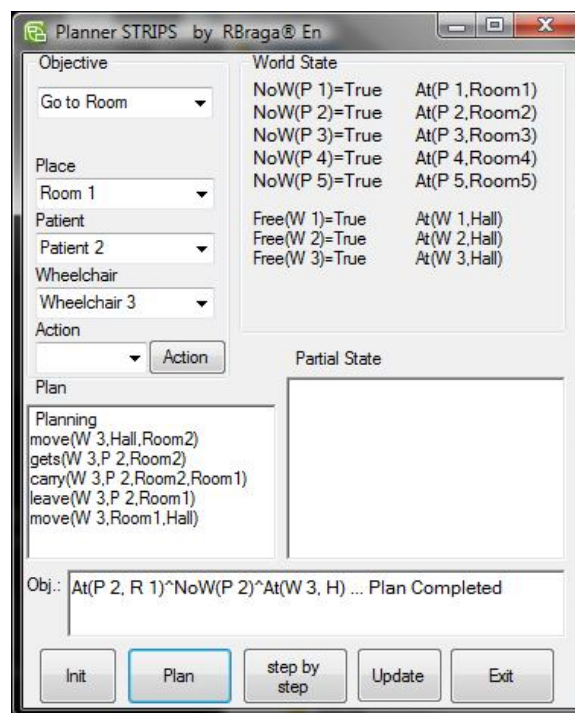 Planner STRIPS by RBraga® En
Objective
Go to Room
Place
Room 1
Patient
Patient 2
Wheelchair
Wheelchair 3
Action
Action
World State
NoW(P 1)=True At(P 1,Room1)
NoW(P 2)=True At(P 2,Room2)
NoW(P 3)=True At(P 3,Room3)
NoW(P 4)=True At(P 4,Room4)
NoW(P 5)=True At(P 5,Room5)
Free(W 1)=True At(W 1,Hall)
Free(W 2)=True At(W 2,Hall)
Free(W 3)=True At(W 3,Hall)
Plan
Planning
move(W 3,Hall,Room2)
gets(W 3,P 2,Room2)
carry(W 3,P 2,Room2,Room1)
leave(W 3,P 2,Room1)
move(W 3,Room1,Hall)
Partial State
Obj.: At(P 2, R 1)^NoW(P 2)^At(W 3, H) ... Plan Completed
Init
Plan
step by
step
Update
Exit